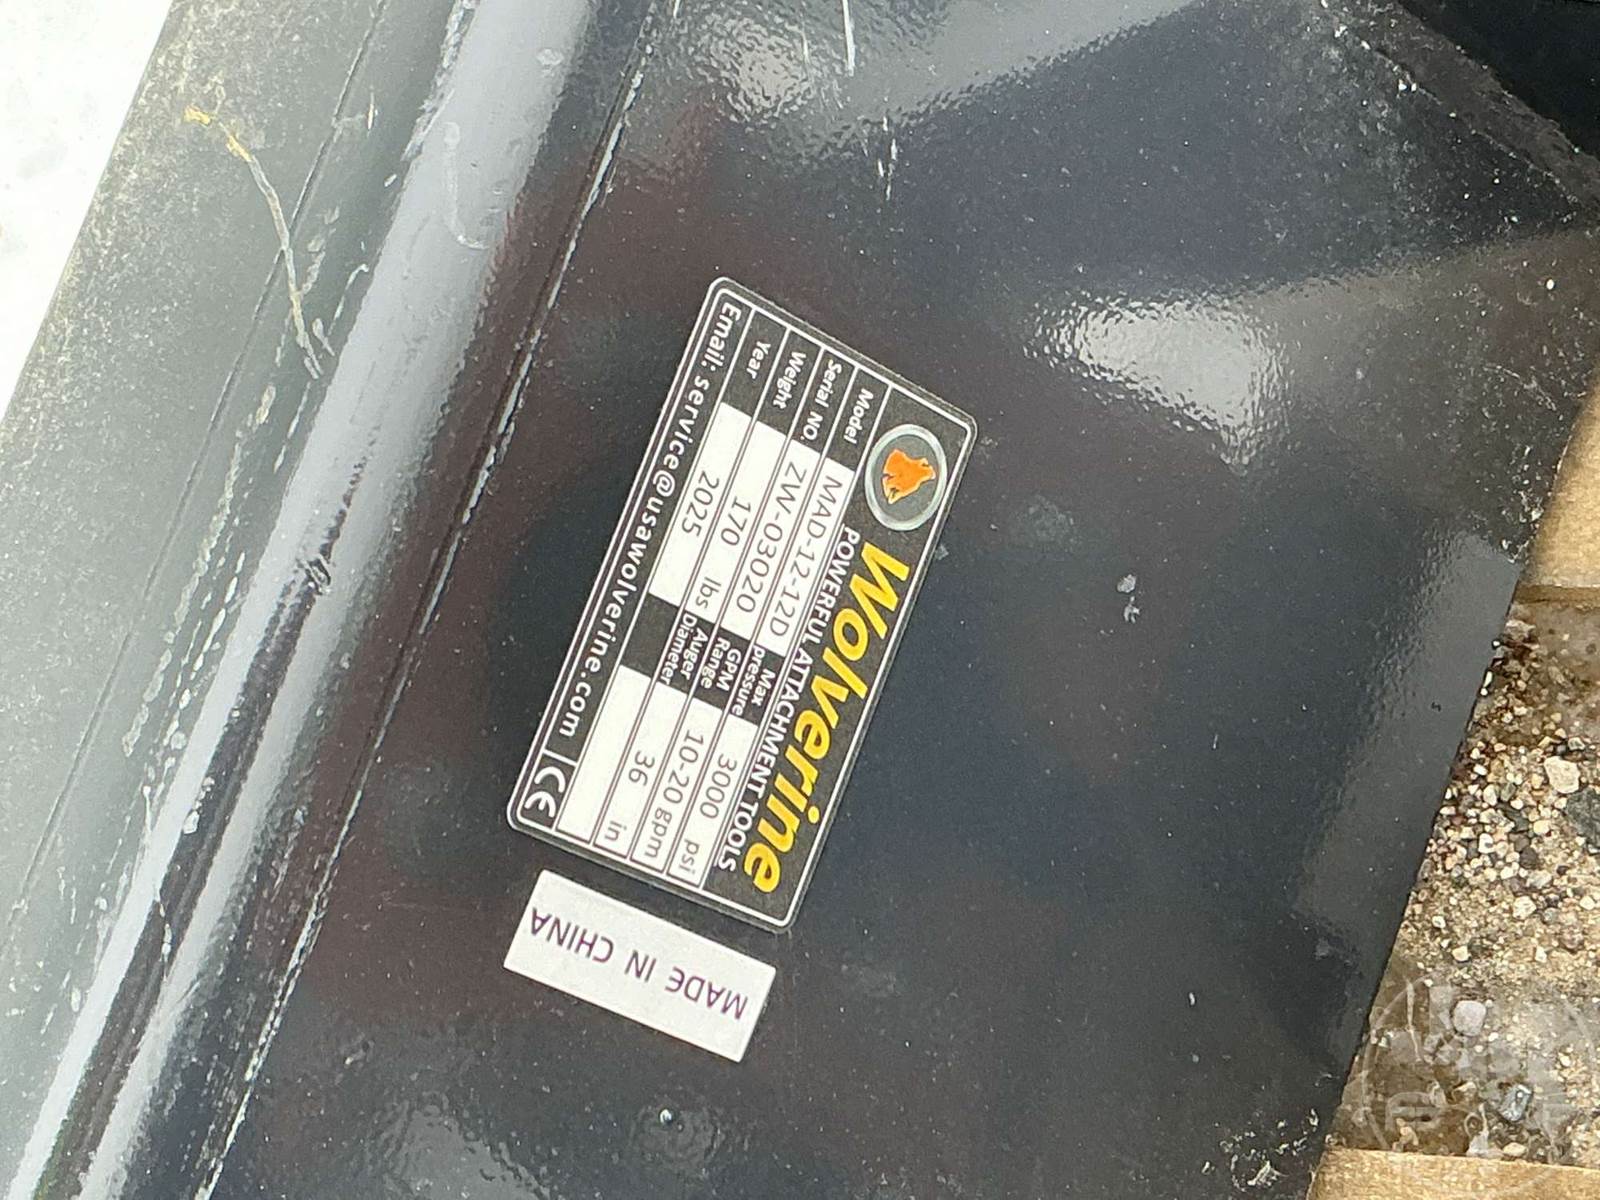 Wolverine
POWERFUL ATTACHMENT TOOLS
Model MAD-12-12D Max pressure 3000 psi
Serial NO. ZW-030220 GPM Range 10-20 gpm
Weight 170 lbs Auger Diameter 36 in
Year 2025
Email: service@usawolverine.com CE
MADE IN CHINA